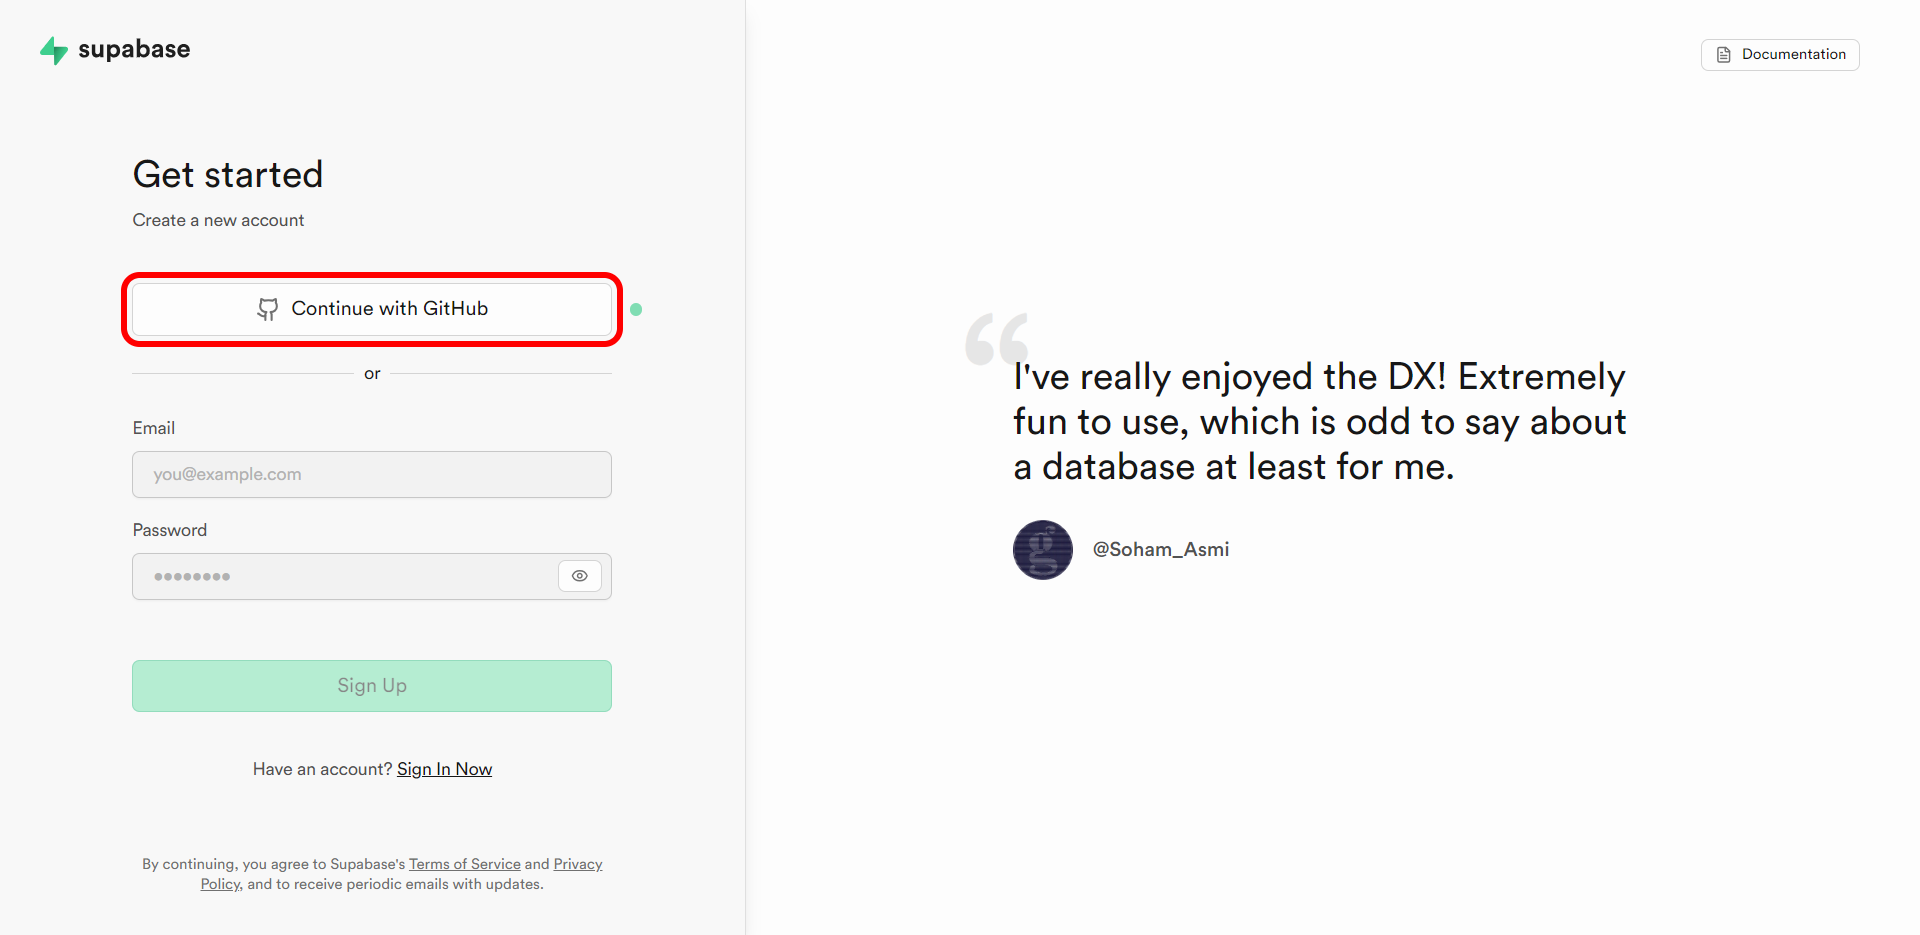 supabase
Documentation
Get started
Create a new account
Continue with GitHub
or
Email
you@example.com
Password
Sign Up
Have an account? Sign In Now
By continuing, you agree to Supabase's Terms of Service and Privacy
Policy, and to receive periodic emails with updates.
“
I've really enjoyed the DX! Extremely
fun to use, which is odd to say about
a database at least for me.
g
@Soham_Asmi